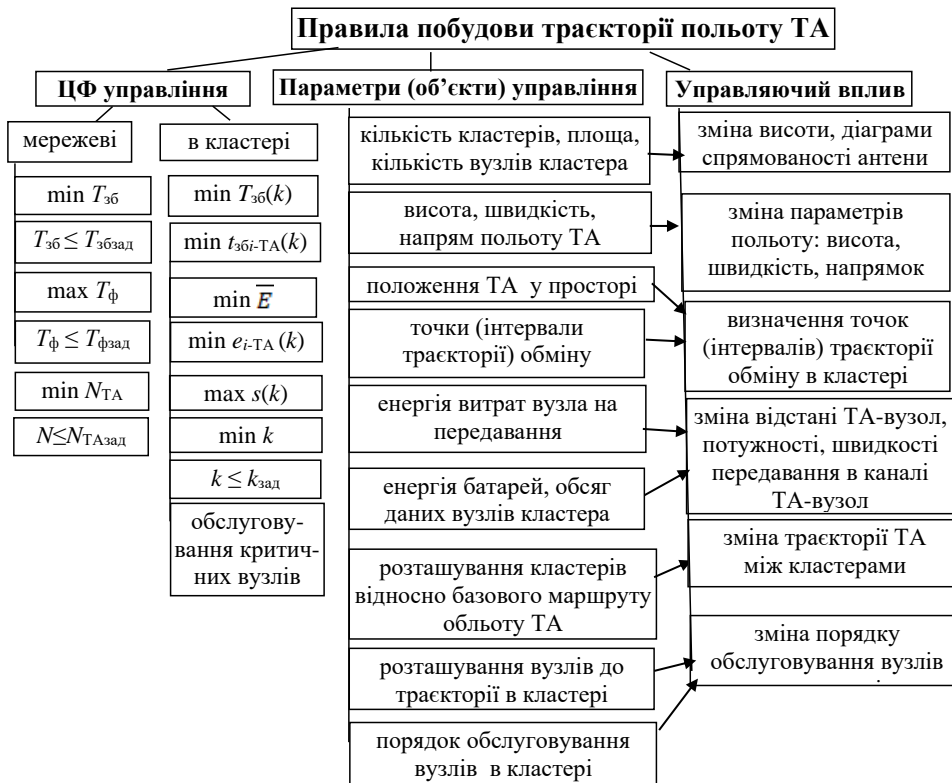 Правила побудови траєкторії польоту ТА
ЦФ управління
Параметри (об’єкти) управління
Управляючий вплив
мережеві
min Tзб
Tзб ≤ Tзбзад
max Tф
Tф ≤ Tфзад
min NТА
N≤NТАзад
в кластері
min Tзб(k)
min tзбi-ТА(k)
min E̅
min ei-ТА (k)
max s(k)
min k
k ≤ kзад
обслугову-
вання критич-
них вузлів
кількість кластерів, площа,
кількість вузлів кластера
висота, швидкість,
напрям польоту ТА
положення ТА у просторі
точки (інтервали
траєкторії) обміну
енергія витрат вузла на
передавання
енергія батарей, обсяг
даних вузлів кластера
розташування кластерів
відносно базового маршруту
обльоту ТА
розташування вузлів до
траєкторії в кластері
порядок обслуговування
вузлів в кластері
зміна висоти, діаграми
спрямованості антени
зміна параметрів
польоту: висота,
швидкість, напрямок
визначення точок
(інтервалів) траєкторії
обміну в кластері
зміна відстані ТА-вузол,
потужності, швидкості
передавання в каналі
ТА-вузол
зміна траєкторії ТА
між кластерами
зміна порядку
обслуговування вузлів